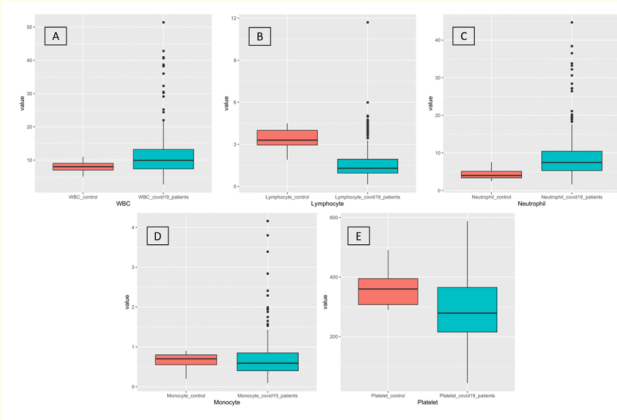 A
50
40
30
20
10
value
WBC_control
WBC_covid19_patients
WBC
B
12
9
6
3
0
value
Lymphocyte_control
Lymphocyte_covid19_patients
Lymphocyte
C
40
30
20
10
0
value
Neutrophil_control
Neutrophil_covid19_patients
Neutrophil
D
4
3
2
1
0
value
Monocyte_control
Monocyte_covid19_patients
Monocyte
E
600
400
200
value
Platelet_control
Platelet_covid19_patients
Platelet